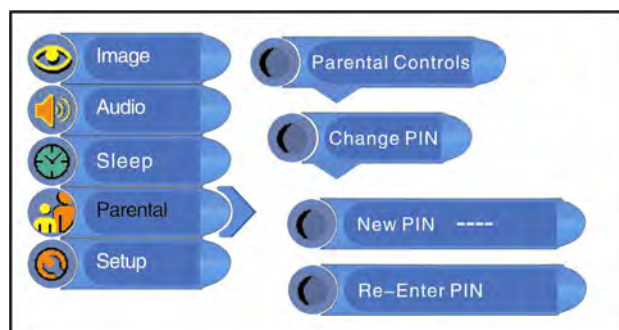 Image
Audio
Sleep
Parental
Setup
Parental Controls
Change PIN
New PIN ----
Re-Enter PIN